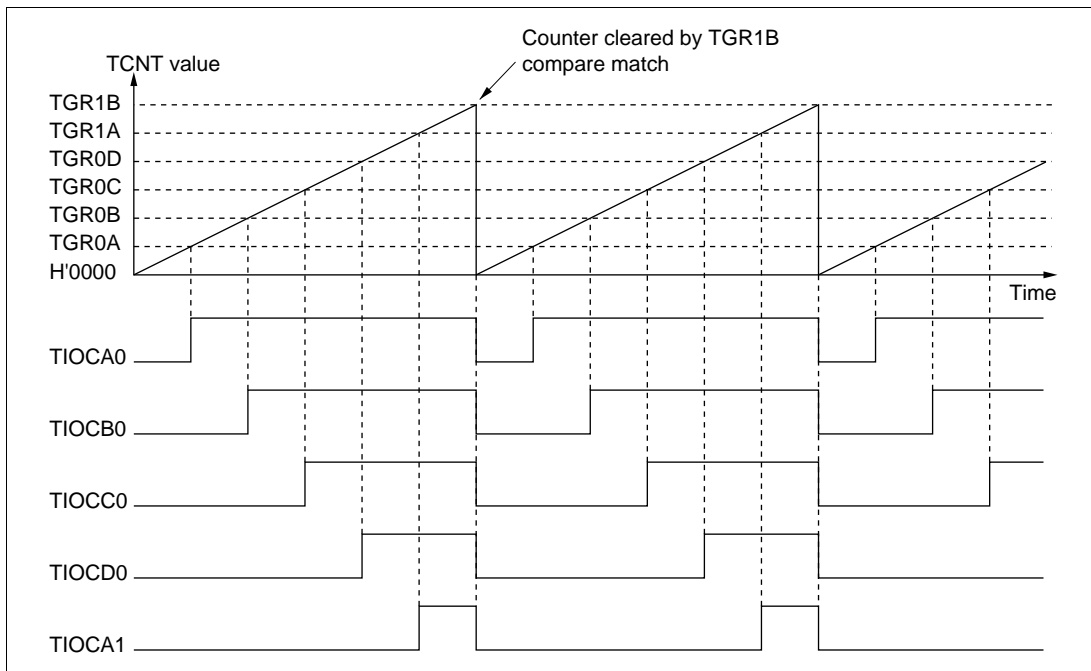 Counter cleared by TGR1B
compare match
TCNT value
TGR1B
TGR1A
TGR0D
TGR0C
TGR0B
TGR0A
H'0000
Time
TIOCA0
TIOCB0
TIOCC0
TIOCD0
TIOCA1